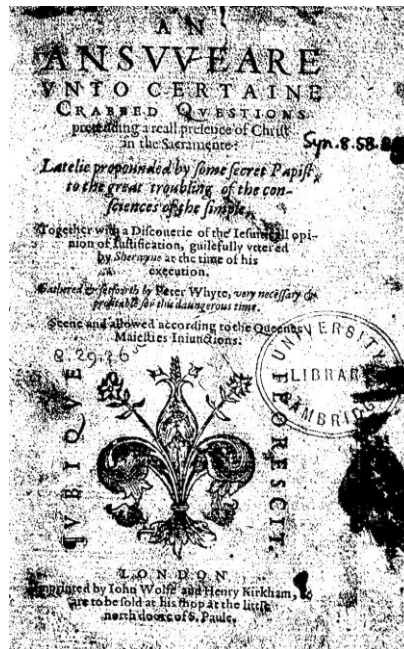 AN
ANSVVEARE
VNTO CERTAINE
CRABBED QVESTIONS
pretending a reall presence of Christ
in the Sacramente:
Latelie propounded by some secret Papist,
to the great troubling of the con-
sciences of the simple,
Together with a Discouerie of the Iesuiticall opi-
nion of Iustification, guilefully vttered
by Sherwyne at the time of his
execution.
Gathered & setforth by Peter Whyte, very necessary &
profitable for this daungerous time.
Seene and allowed according to the Queenes
Maiesties Iniunctions.
Syn.8.58.
Q.29.26
VBIQVE
FLORESCIT.
UNIVERSITY
LIBRARY
CAMBRIDGE
LONDON
Imprinted by Iohn Wolfe and Henry Kirkham,
are to be sold at his shop at the little
north doore of S. Paule.